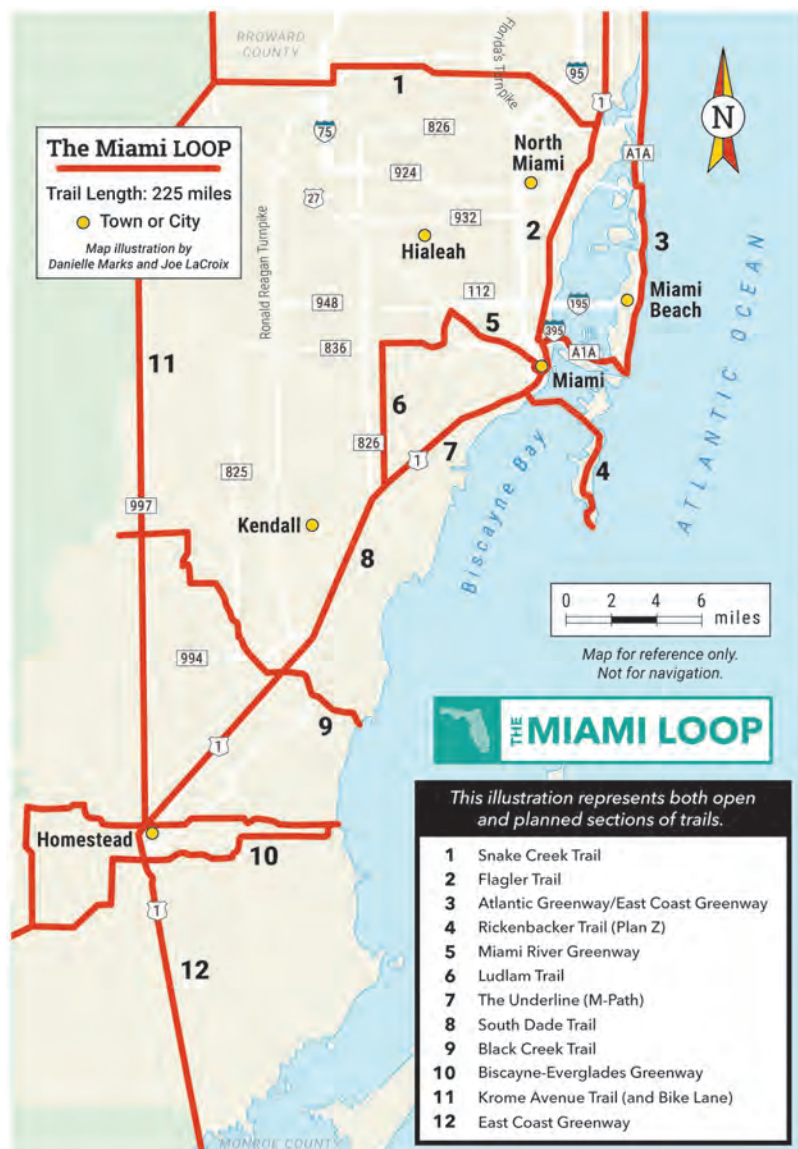 BROWARD
COUNTY
Florida's Turnpike
95
1
1
75
826
A1A
N
The Miami LOOP
Trail Length: 225 miles
Town or City
Map illustration by
Danielle Marks and Joe LaCroix
North
Miami
924
27
932
2
3
Hialeah
Ronald Reagan Turnpike
112
195
Miami
Beach
948
5
395
836
A1A
11
Miami
ATLANTIC OCEAN
6
826
7
1
825
4
997
Biscayne Bay
Kendall
8
0 2 4 6
miles
Map for reference only.
Not for navigation.
994
9
1
THE MIAMI LOOP
Homestead
10
1
12
MONROE COUNTY
This illustration represents both open
and planned sections of trails.
1 Snake Creek Trail
2 Flagler Trail
3 Atlantic Greenway/East Coast Greenway
4 Rickenbacker Trail (Plan Z)
5 Miami River Greenway
6 Ludlam Trail
7 The Underline (M-Path)
8 South Dade Trail
9 Black Creek Trail
10 Biscayne-Everglades Greenway
11 Krome Avenue Trail (and Bike Lane)
12 East Coast Greenway